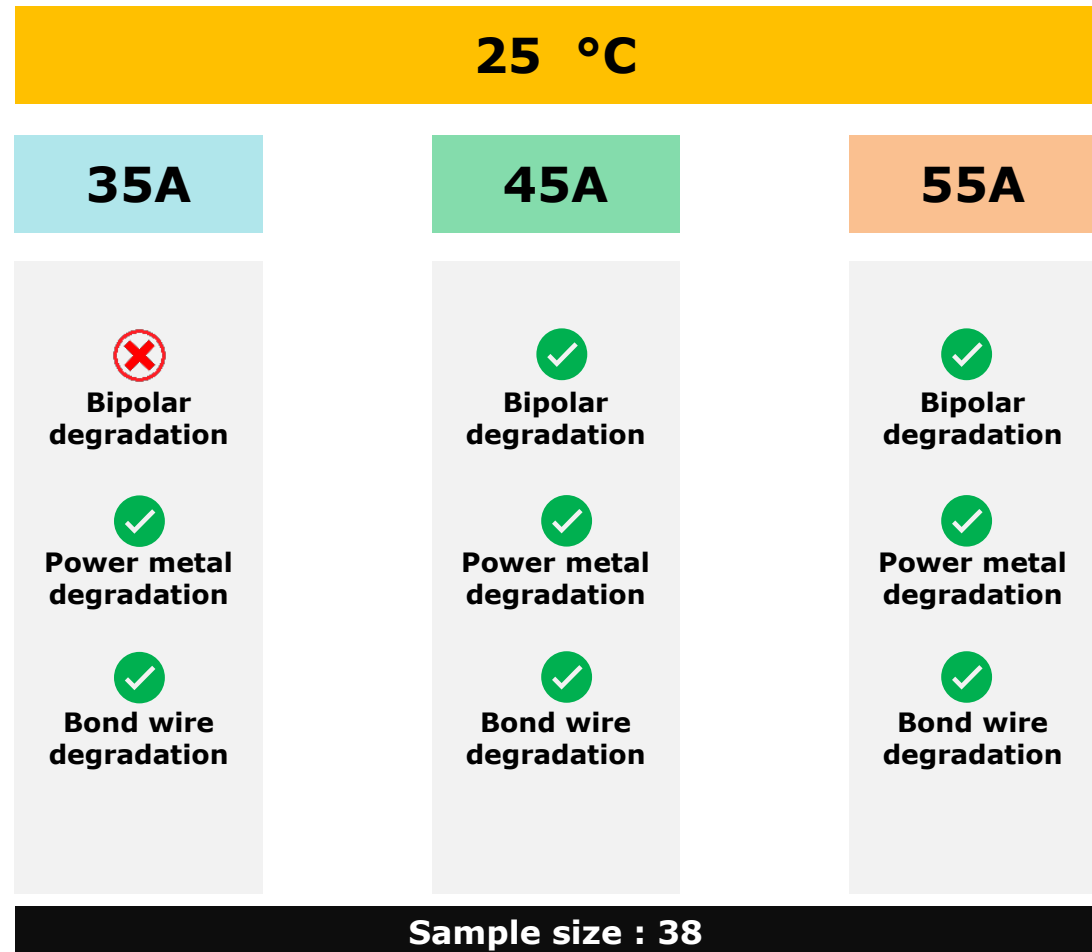 25 °C
35A
45A
55A
Bipolar
degradation
Power metal
degradation
Bond wire
degradation
Bipolar
degradation
Power metal
degradation
Bond wire
degradation
Bipolar
degradation
Power metal
degradation
Bond wire
degradation
Sample size : 38